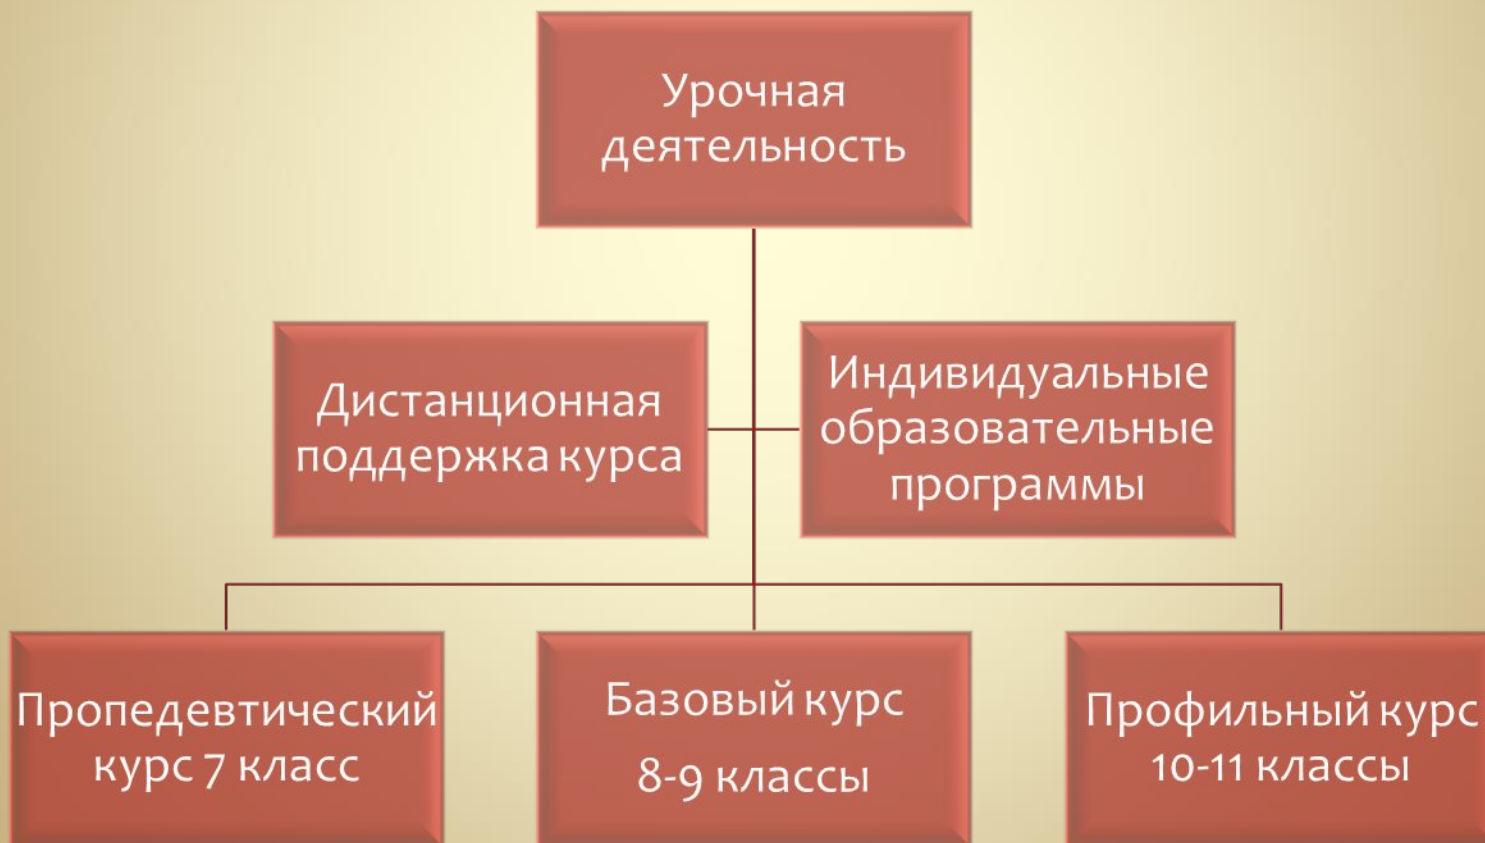 Урочная
деятельность
Дистанционная
поддержка курса
Индивидуальные
образовательные
программы
Пропедевтический
курс 7 класс
Базовый курс
8-9 классы
Профильный курс
10-11 классы